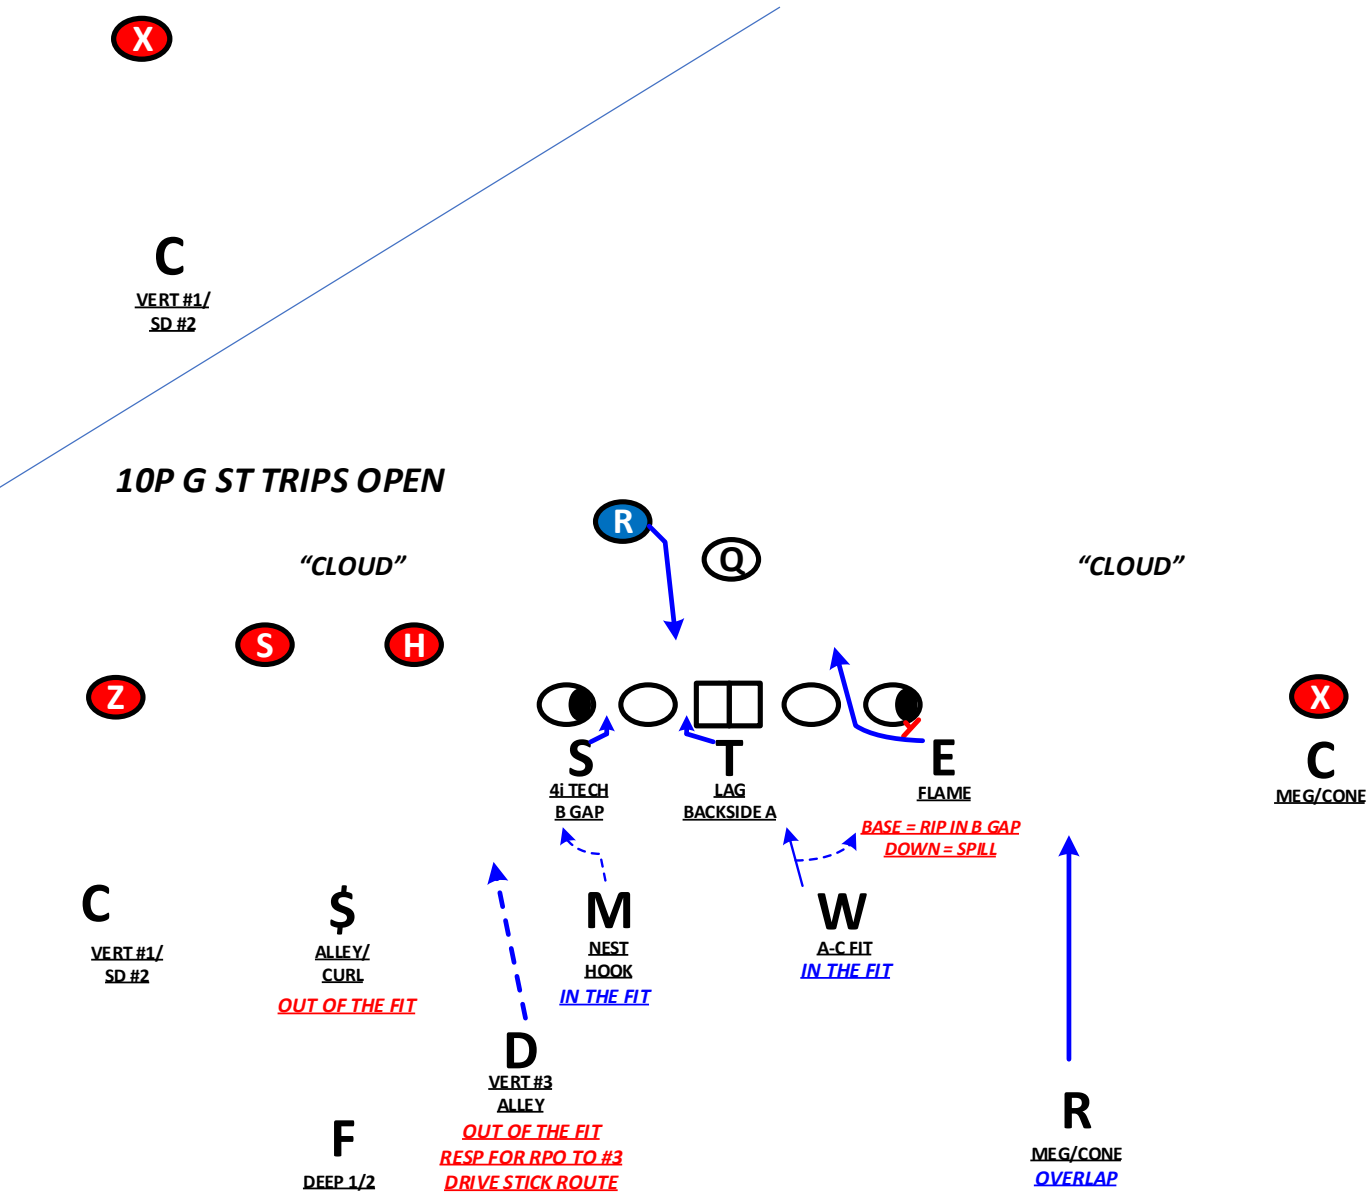 X
C
VERT #1/
SD #2
10P G ST TRIPS OPEN
R
Q
“CLOUD”
“CLOUD”
S
H
Z
X
S
4i TECH
B GAP
T
LAG
BACKSIDE A
E
FLAME
BASE = RIP IN B GAP
DOWN = SPILL
C
MEG/CONE
C
VERT #1/
SD #2
$
ALLEY/
CURL
OUT OF THE FIT
M
NEST
HOOK
IN THE FIT
W
A-C FIT
IN THE FIT
D
VERT #3
ALLEY
OUT OF THE FIT
RESP FOR RPO TO #3
DRIVE STICK ROUTE
F
DEEP 1/2
R
MEG/CONE
OVERLAP